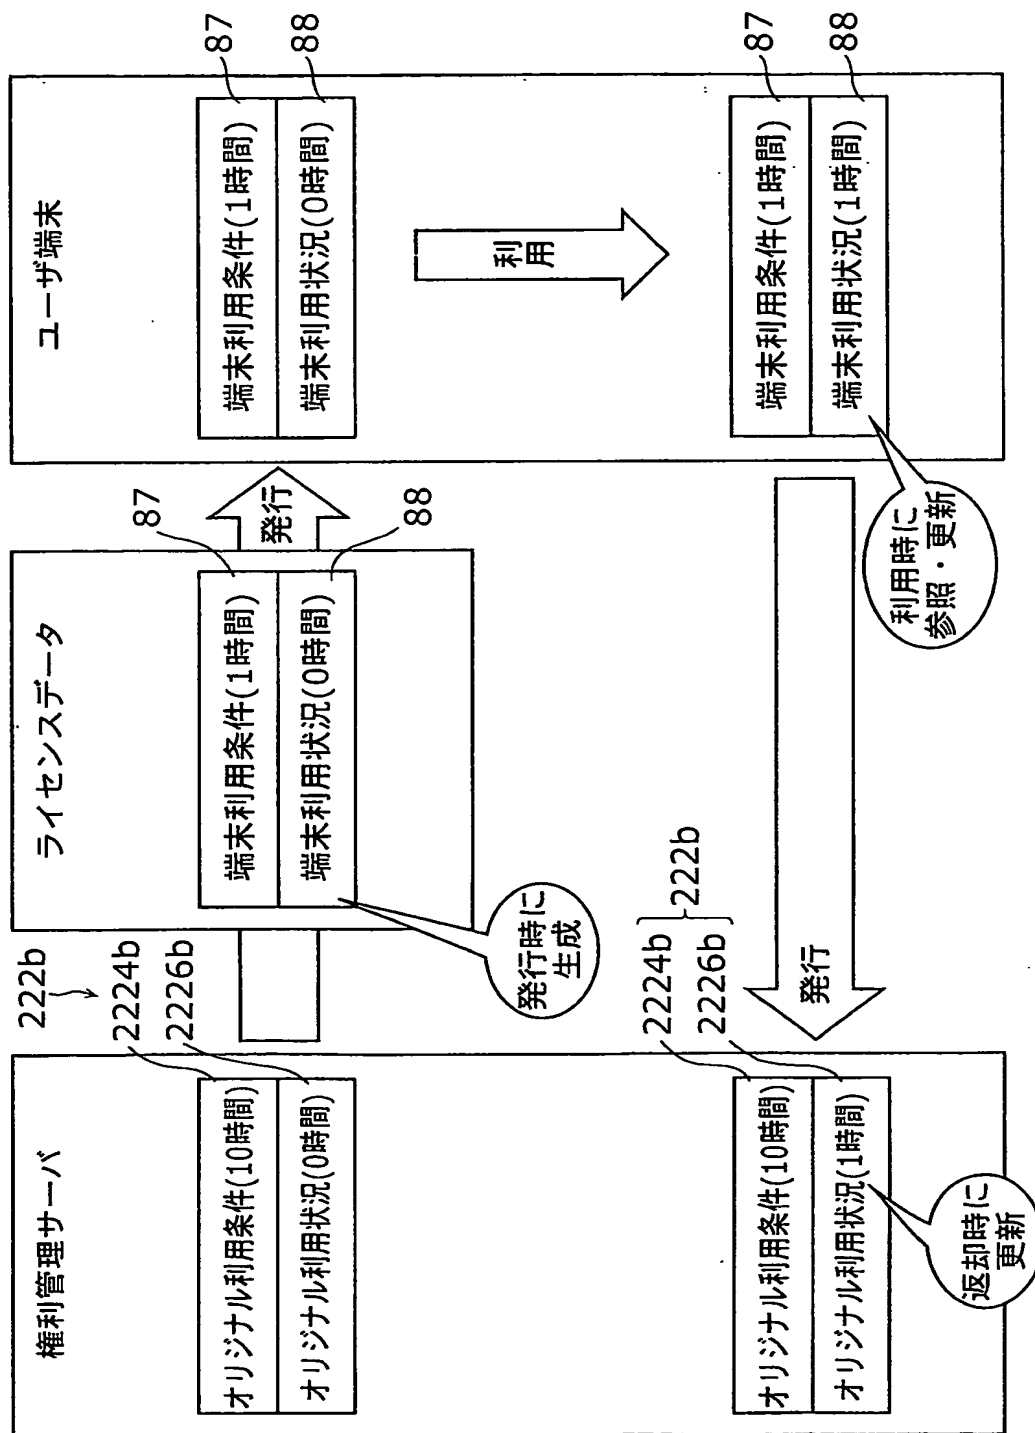 権利管理サーバ
222b
2224b
2226b
オリジナル利用条件(10時間)
オリジナル利用状況(0時間)
ライセンスデータ
87
端末利用条件(1時間)
端末利用状況(0時間)
88
発行時に
生成
発行
ユーザ端末
87
端末利用条件(1時間)
端末利用状況(0時間)
88
利用
87
端末利用条件(1時間)
端末利用状況(1時間)
88
利用時に
参照・更新
発行
2224b
2226b
222b
オリジナル利用条件(10時間)
オリジナル利用状況(1時間)
返却時に
更新